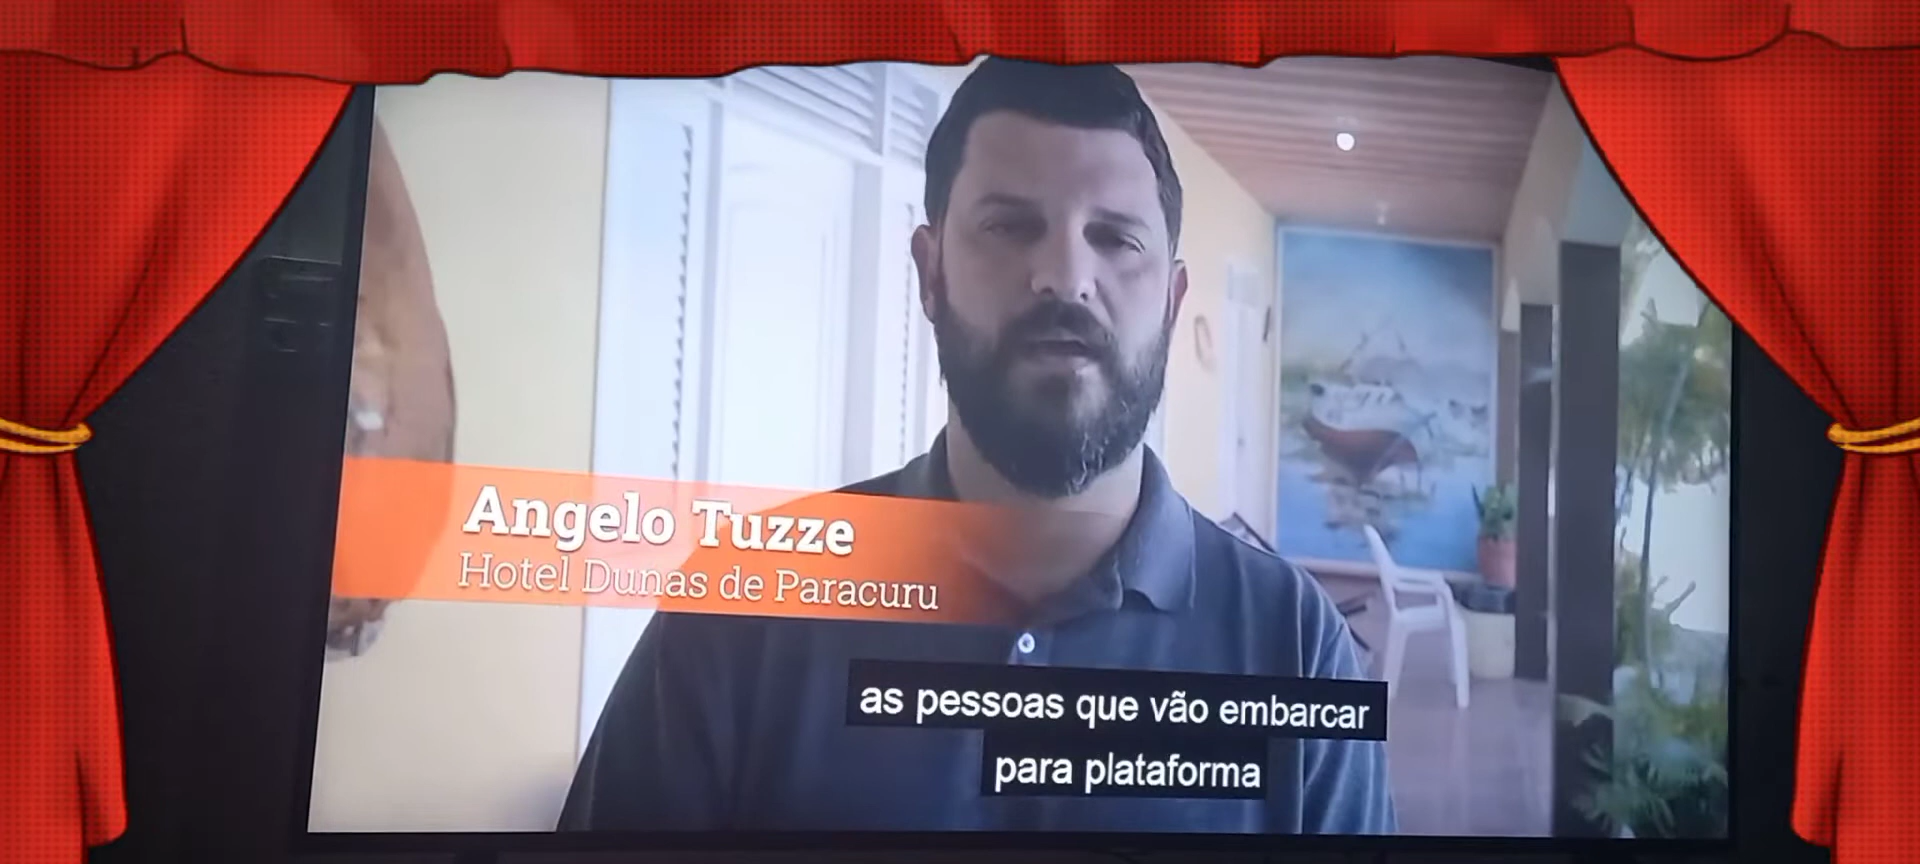 Angelo Tuzze
Hotel Dunas de Paracuru
as pessoas que vão embarcar
para plataforma